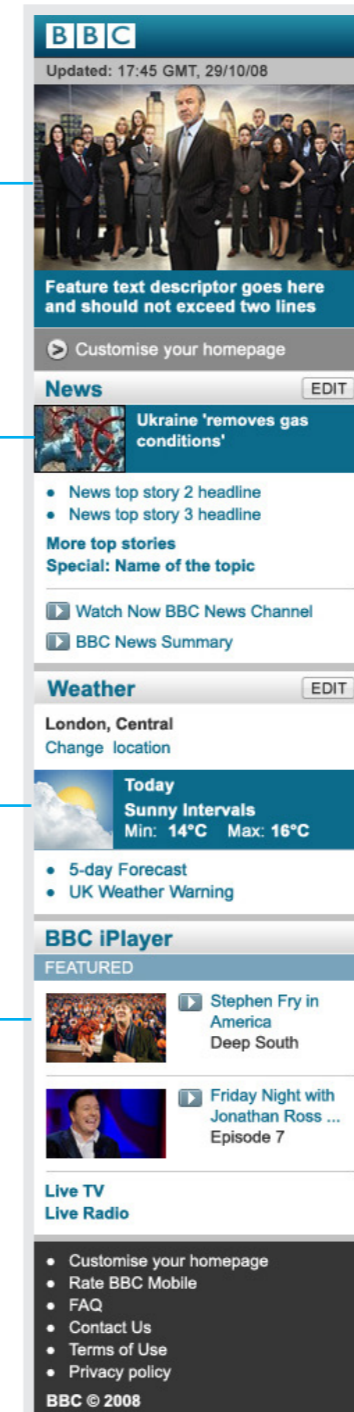 BBC
Updated: 17:45 GMT, 29/10/08
Feature text descriptor goes here
and should not exceed two lines
Customise your homepage
News EDIT
Ukraine 'removes gas
conditions'
• News top story 2 headline
• News top story 3 headline
More top stories
Special: Name of the topic
Watch Now BBC News Channel
BBC News Summary
Weather EDIT
London, Central
Change location
Today
Sunny Intervals
Min: 14°C Max: 16°C
• 5-day Forecast
• UK Weather Warning
BBC iPlayer
FEATURED
Stephen Fry in
America
Deep South
Friday Night with
Jonathan Ross ...
Episode 7
Live TV
Live Radio
• Customise your homepage
• Rate BBC Mobile
• FAQ
• Contact Us
• Terms of Use
• Privacy policy
BBC © 2008